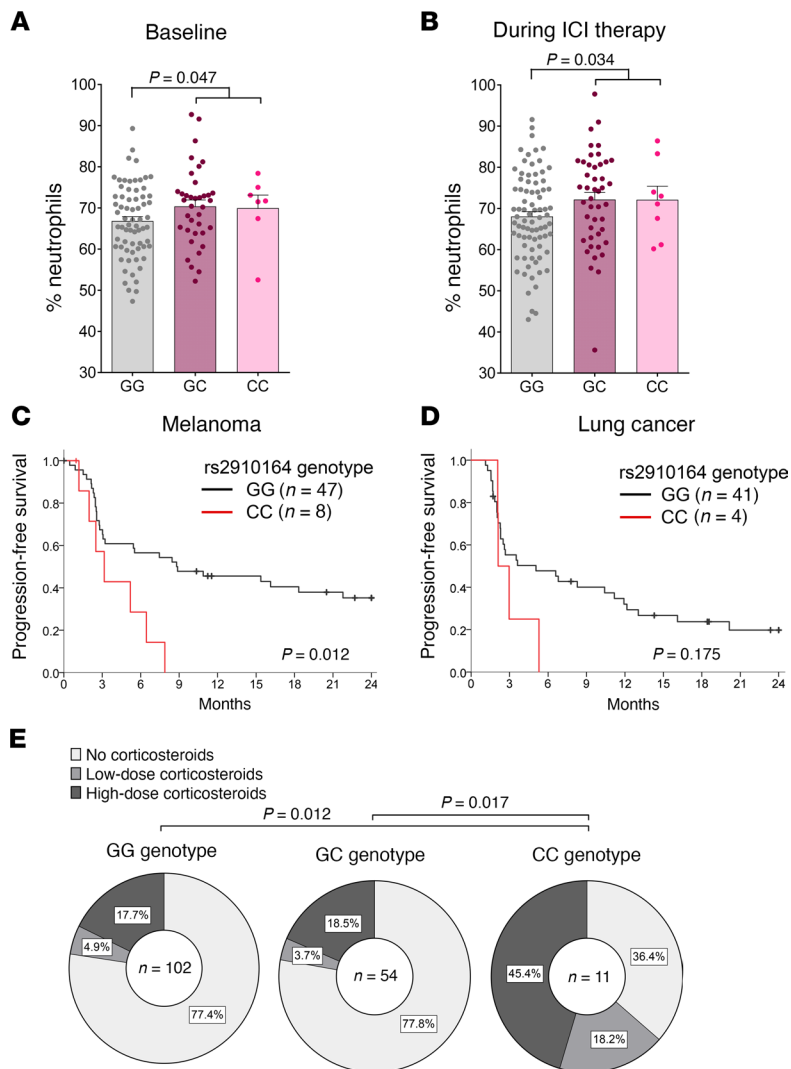 A
Baseline
P = 0.047
% neutrophils
100
90
80
70
60
50
40
30
GG
GC
CC
B
During ICI therapy
P = 0.034
% neutrophils
100
90
80
70
60
50
40
30
GG
GC
CC
C
Melanoma
rs2910164 genotype
GG (n = 47)
CC (n = 8)
Progression-free survival
1.0
0.8
0.6
0.4
0.2
0.0
P = 0.012
0 3 6 9 12 15 18 21 24
Months
D
Lung cancer
rs2910164 genotype
GG (n = 41)
CC (n = 4)
Progression-free survival
1.0
0.8
0.6
0.4
0.2
0.0
P = 0.175
0 3 6 9 12 15 18 21 24
Months
E
No corticosteroids
Low-dose corticosteroids
High-dose corticosteroids
P = 0.012
P = 0.017
GG genotype
17.7%
4.9%
n = 102
77.4%
GC genotype
18.5%
3.7%
n = 54
77.8%
CC genotype
36.4%
45.4%
n = 11
18.2%